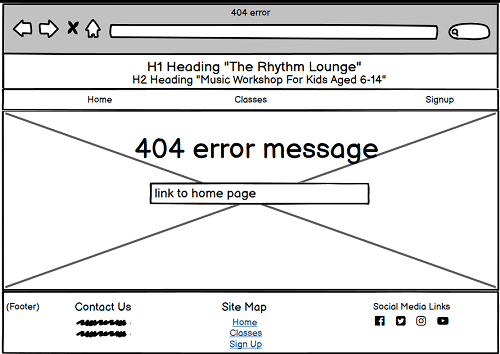 404 error
H1 Heading "The Rhythm Lounge"
H2 Heading "Music Workshop For Kids Aged 6-14"
Home Classes Signup
404 error message
link to home page
(Footer) Contact Us Site Map Social Media Links
Home
Classes
Sign Up